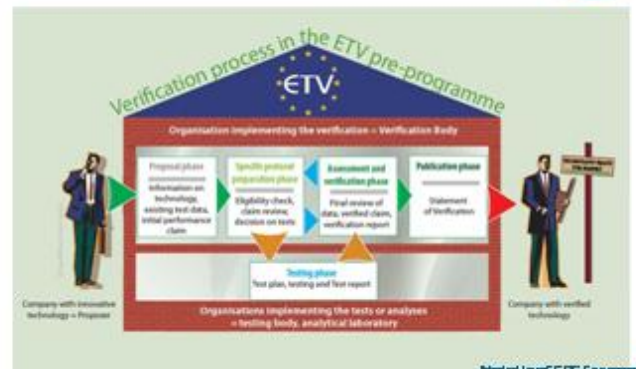 Verification process in the ETV pre-programme
ETV
Organisation implementing the verification = Verification Body
Proposal phase
Information on
technology,
existing test data,
initial performance
claim
Specific protocol
preparation phase
Eligibility check,
claim review,
decision on tests
Assessment and
verification phase
Final review of
data, verified claim,
verification report
Publication phase
Statement
of Verification
Testing phase
Test plan, testing and Test report
Company with innovative
technology = Proposer
Organisations implementing the tests or analyses
= testing body, analytical laboratory
Company with verified
technology